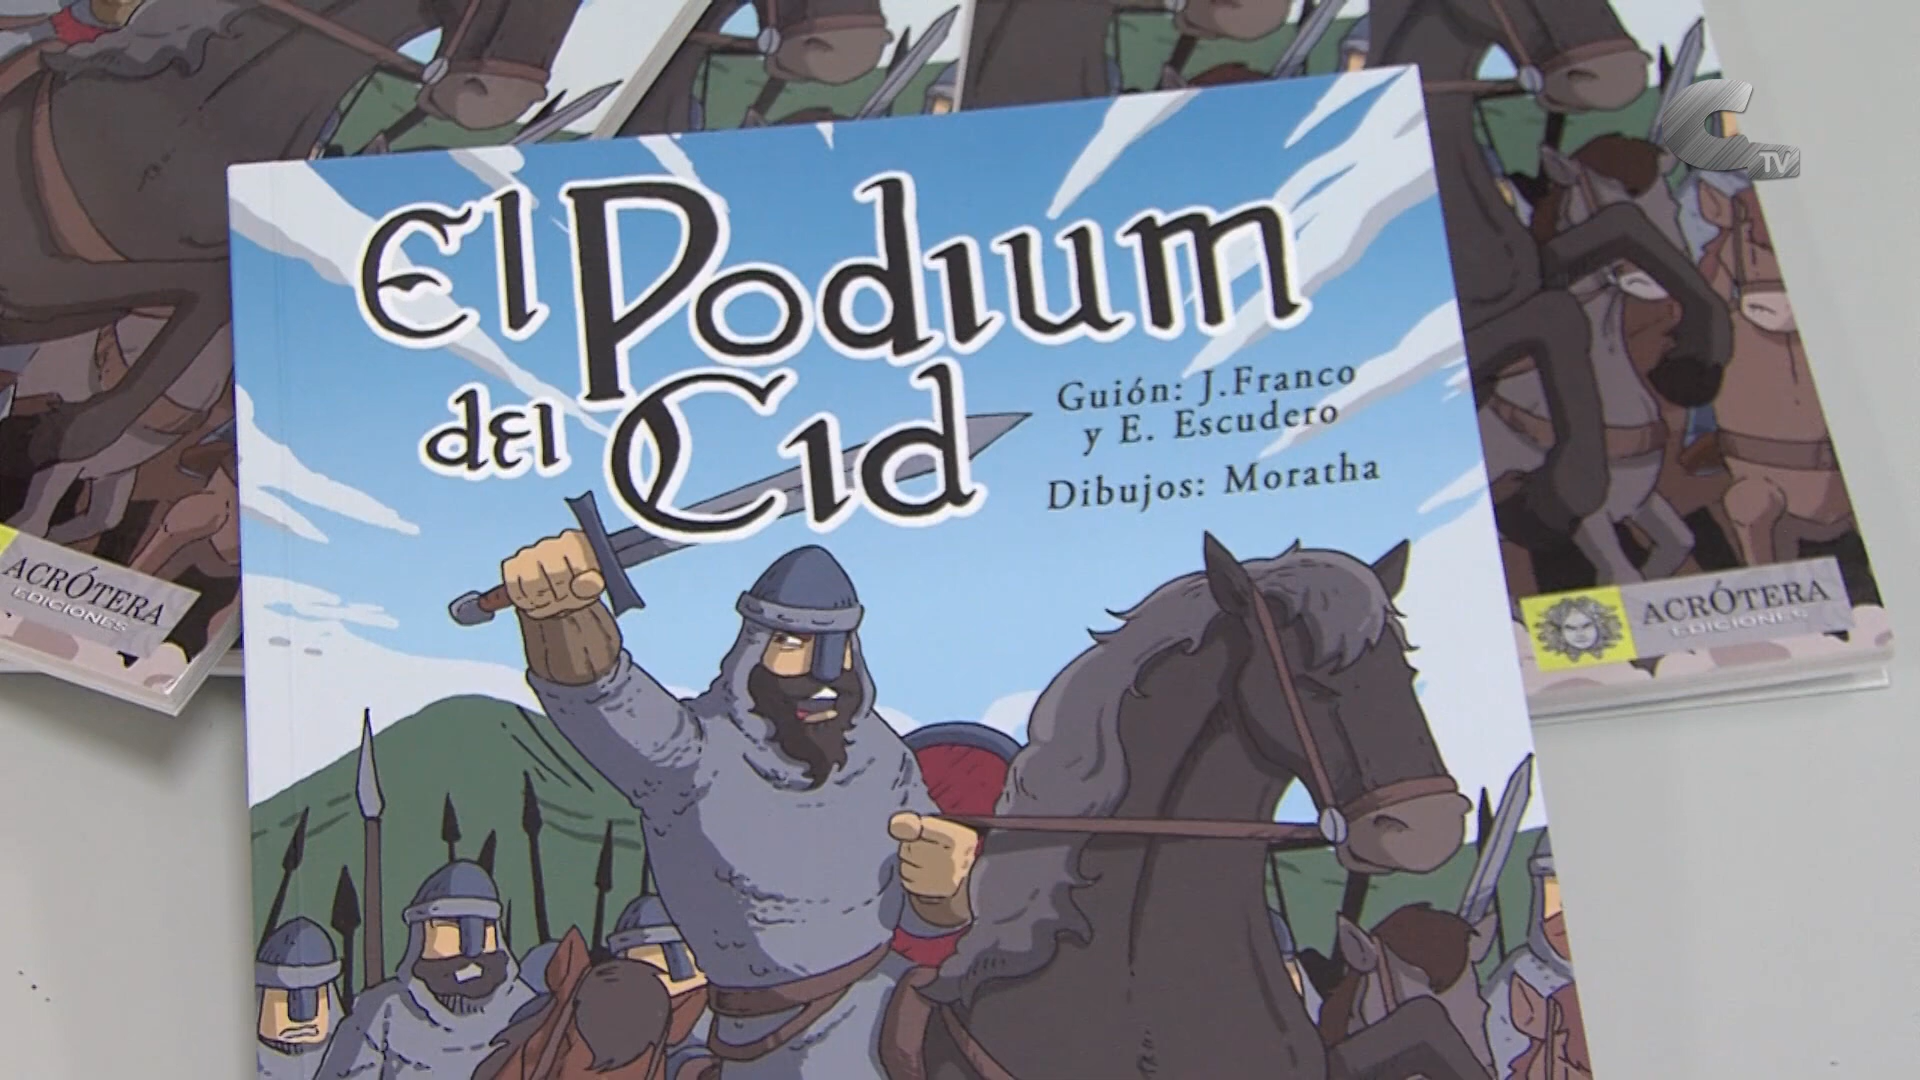 El Podium
del Cid
Guión: J.Franco
y E. Escudero
Dibujos: Moratha
C TV
ACRÓTERA
EDICIONES
ACRÓTERA
EDICIONES